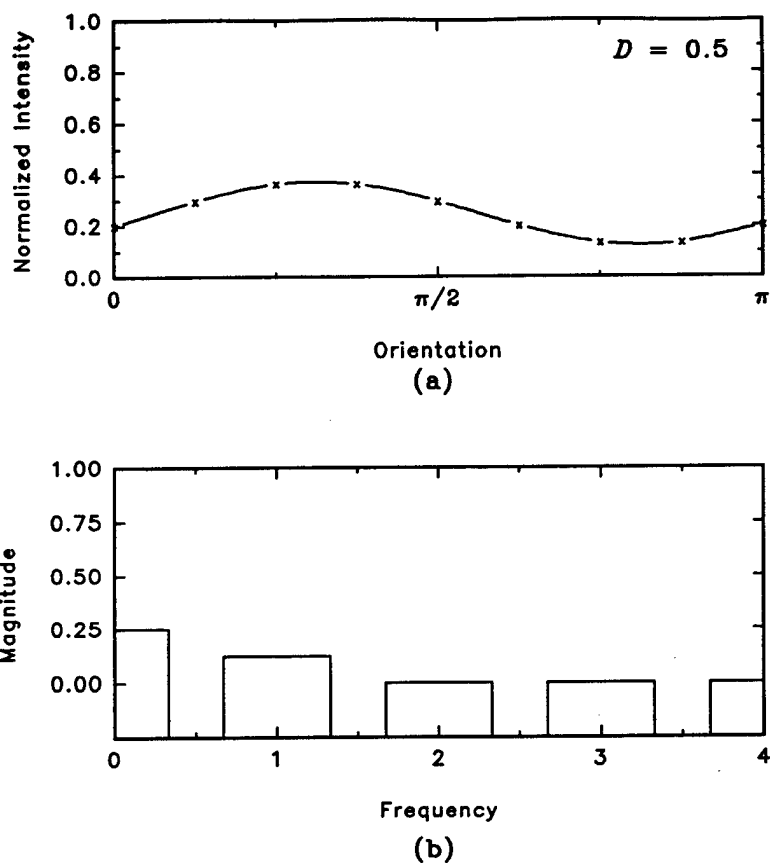 1.0
D = 0.5
0.8
0.6
0.4
0.2
0.0
Normalized Intensity
0 π/2 π
Orientation
(a)
1.00
0.75
0.50
0.25
0.00
Magnitude
0 1 2 3 4
Frequency
(b)